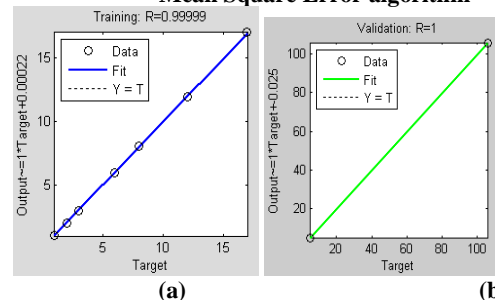 Mean Square Error algorithm
Training: R=0.99999
Output~=1*Target+0.00022
Data
Fit
Y = T
15
10
5
5
10
15
Target
(a)
Validation: R=1
Output~=1*Target+-0.025
Data
Fit
Y = T
100
80
60
40
20
20
40
60
80
100
Target
(b